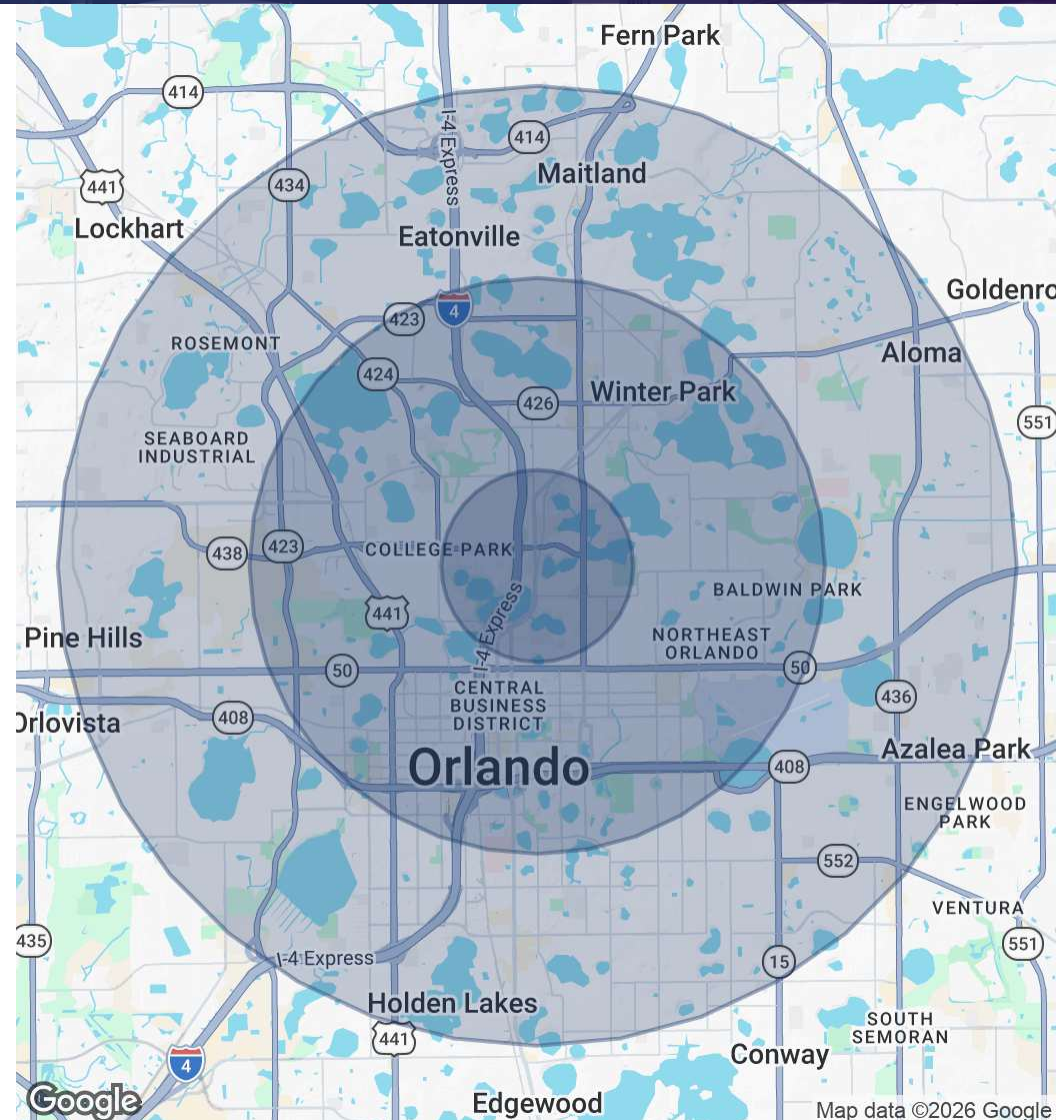 Fern Park
414
I-4 Express
414
Maitland
441
434
Lockhart
Eatonville
Goldenro
423
4
ROSEMONT
Aloma
424
Winter Park
426
551
SEABOARD
INDUSTRIAL
438
423
COLLEGE PARK
BALDWIN PARK
I-4 Express
441
Pine Hills
NORTHEAST
ORLANDO
50
50
CENTRAL
BUSINESS
DISTRICT
436
Orlovista
408
Azalea Park
Orlando
408
ENGELWOOD
PARK
552
VENTURA
435
551
I-4 Express
15
Holden Lakes
SOUTH
SEMORAN
441
Conway
4
Google
Edgewood
Map data ©2026 Google